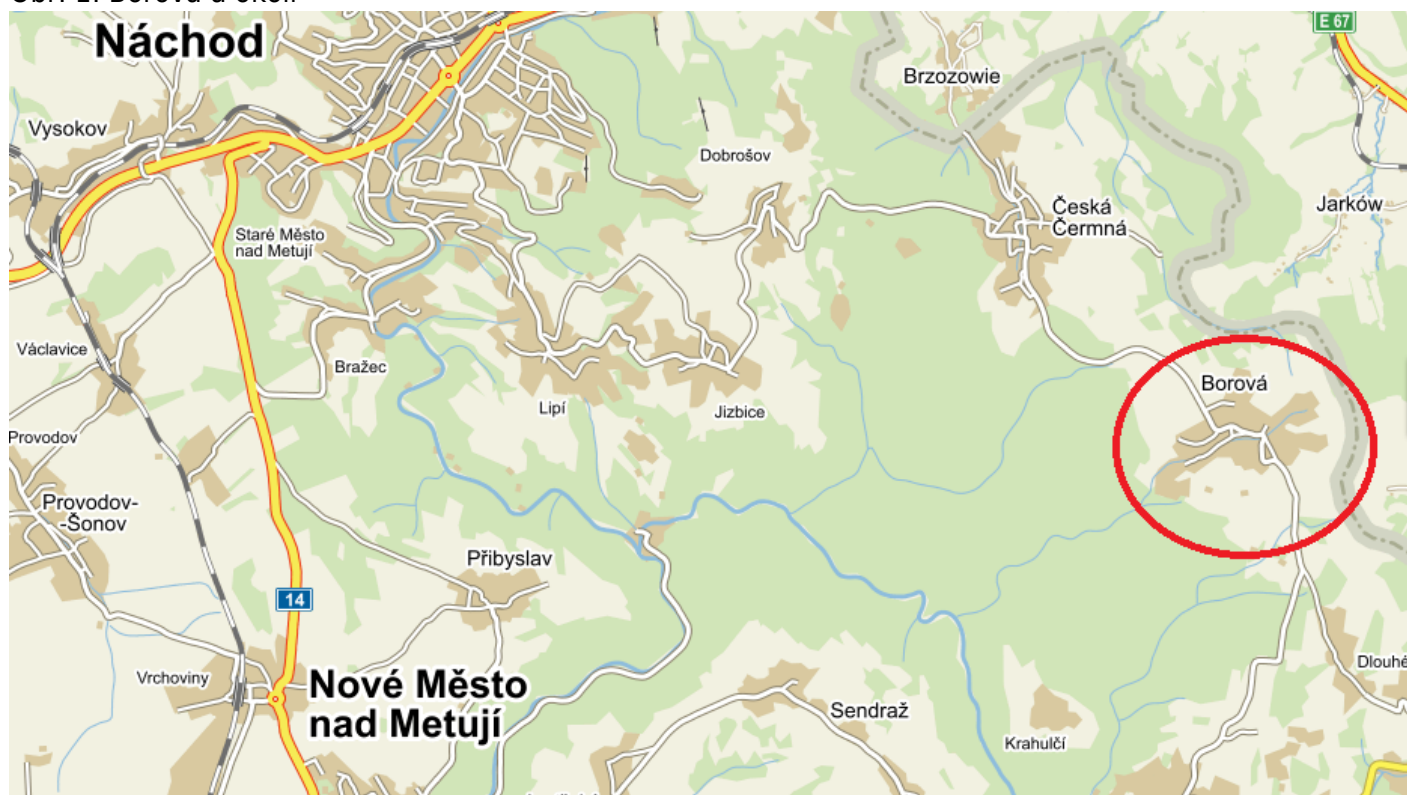 Náchod
E 67
Brzozowie
Vysokov
Dobrošov
Česká
Čermná
Jarków
Staré Město
nad Metují
Václavice
Bražec
Borová
Lipí
Jizbice
Provodov
Provodov-
-Šonov
Přibyslav
14
Vrchoviny
Nové Město
nad Metují
Sendraž
Krahulčí
Dlouhé